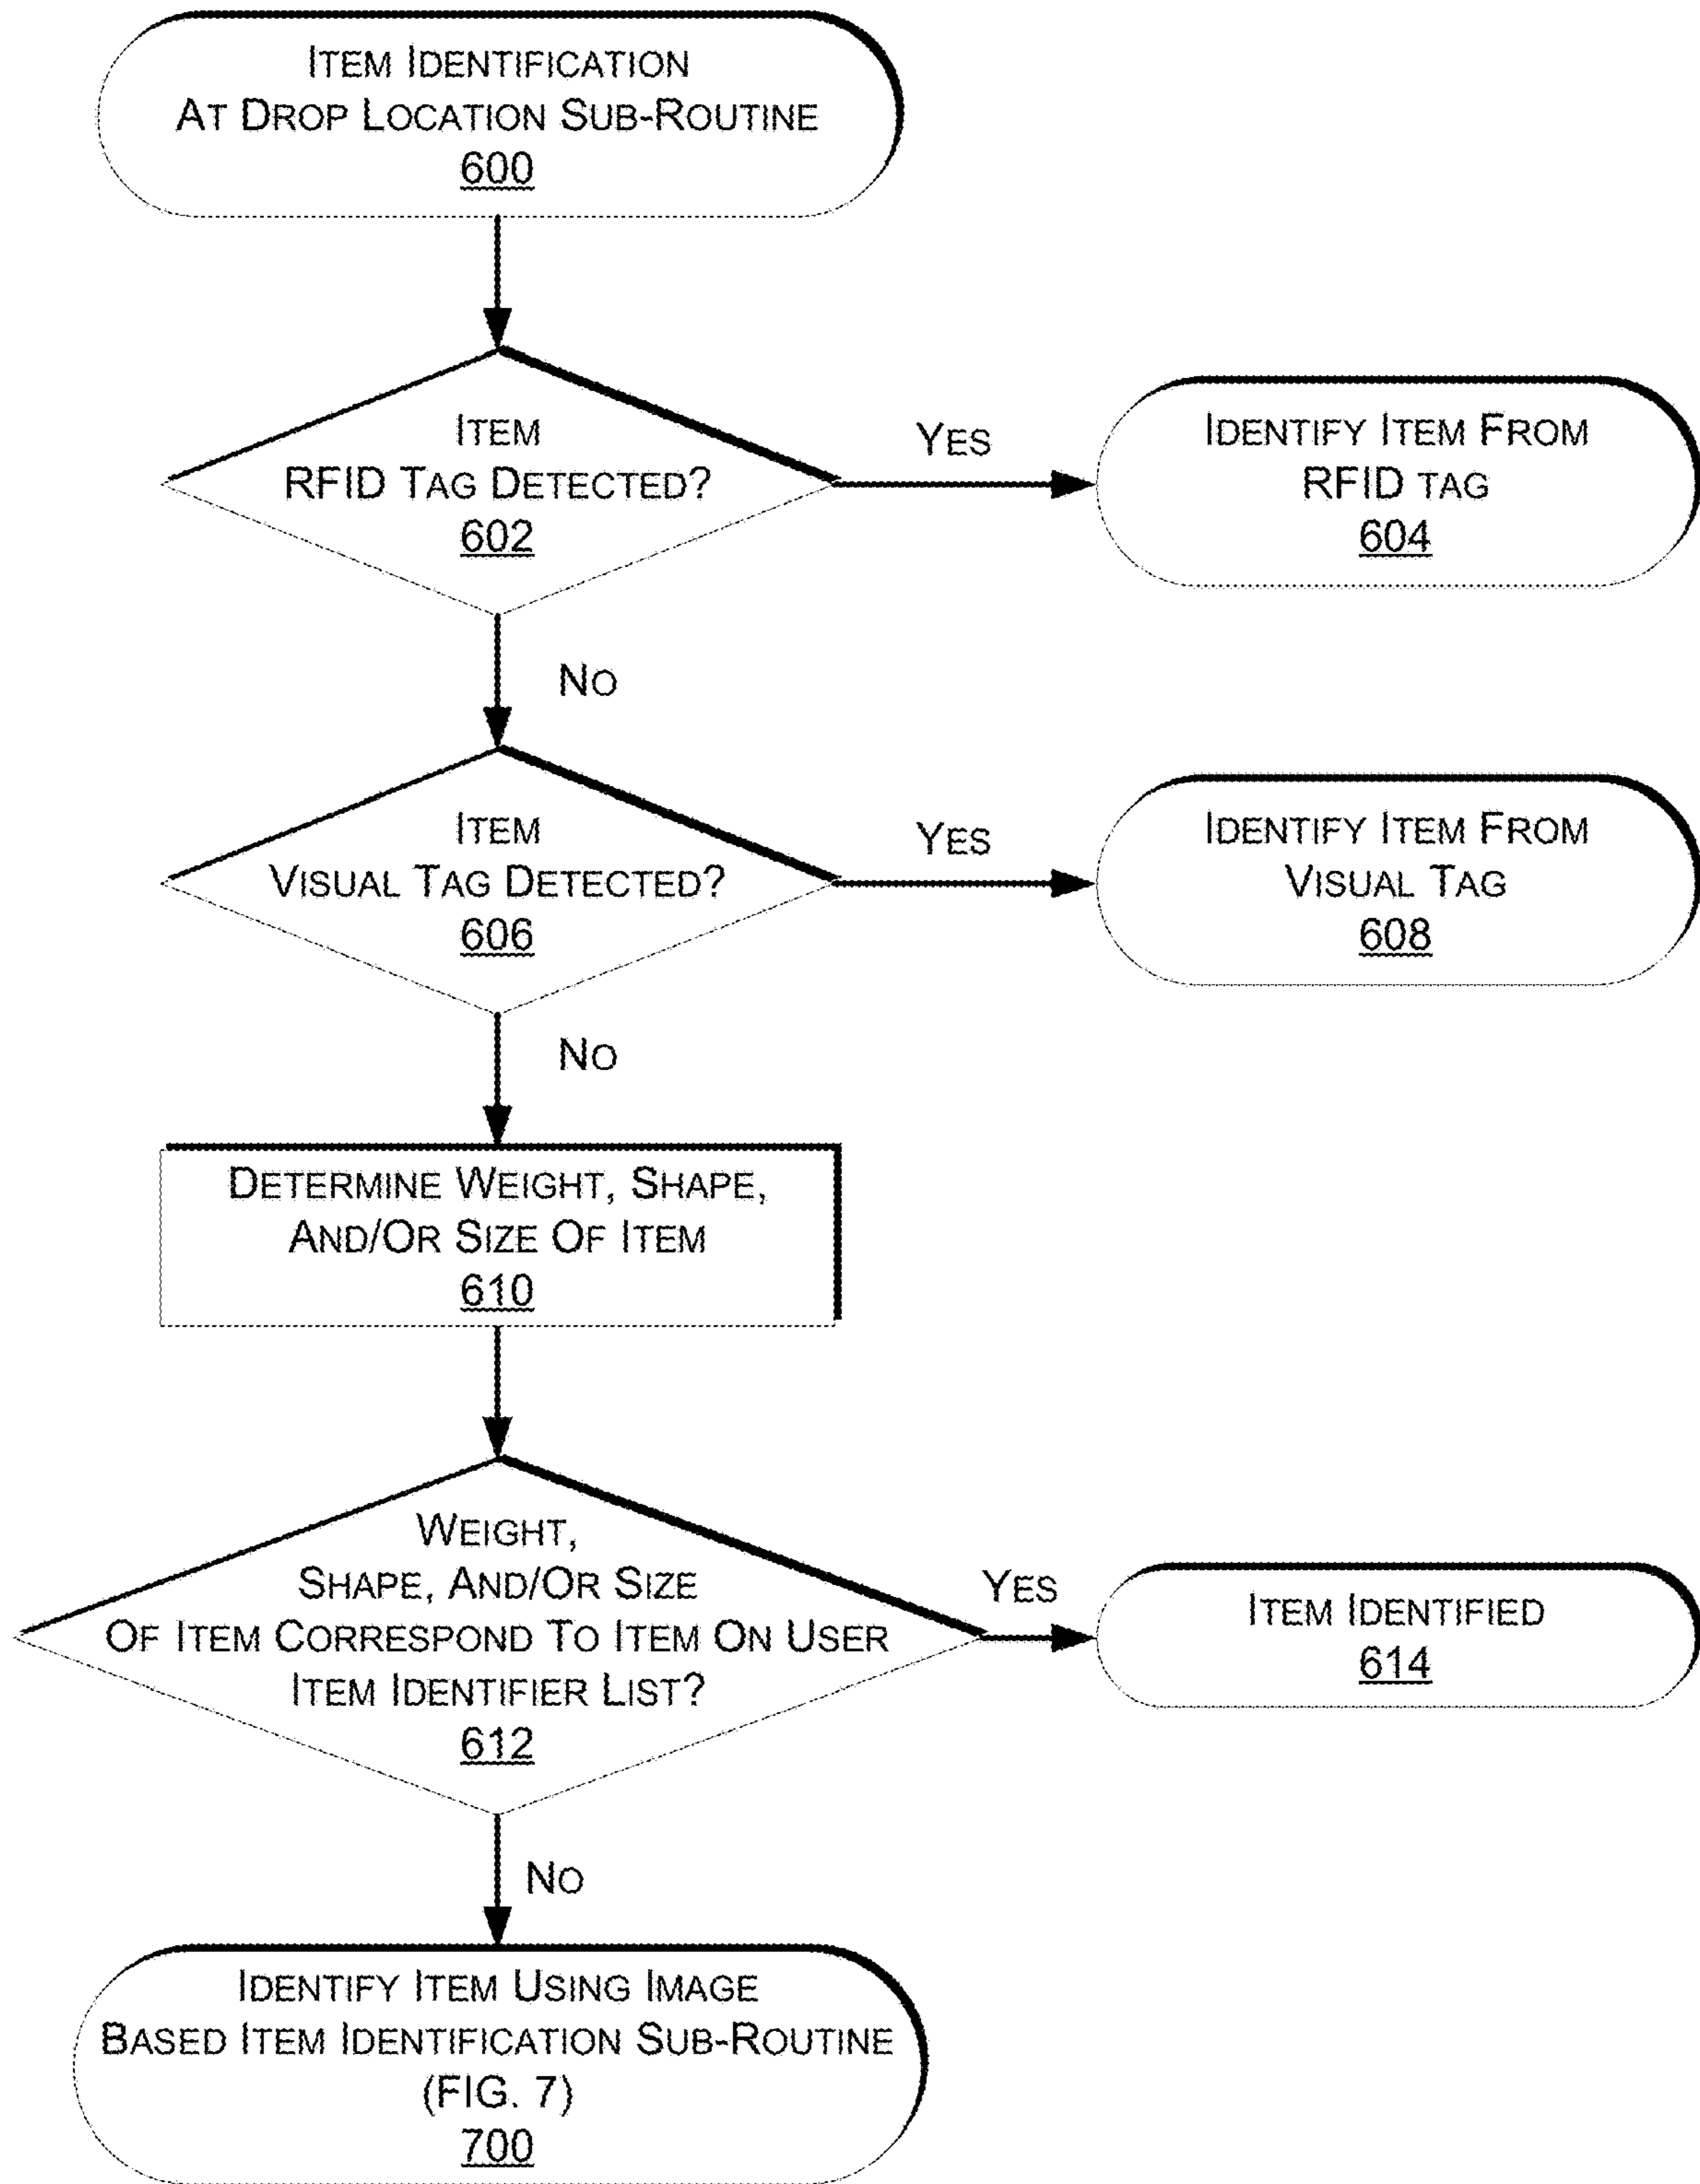 ITEM IDENTIFICATION
AT DROP LOCATION SUB-ROUTINE
600
ITEM
RFID TAG DETECTED?
602
YES
IDENTIFY ITEM FROM
RFID TAG
604
NO
ITEM
VISUAL TAG DETECTED?
606
YES
IDENTIFY ITEM FROM
VISUAL TAG
608
NO
DETERMINE WEIGHT, SHAPE,
AND/OR SIZE OF ITEM
610
WEIGHT,
SHAPE, AND/OR SIZE
OF ITEM CORRESPOND TO ITEM ON USER
ITEM IDENTIFIER LIST?
612
YES
ITEM IDENTIFIED
614
NO
IDENTIFY ITEM USING IMAGE
BASED ITEM IDENTIFICATION SUB-ROUTINE
(FIG. 7)
700